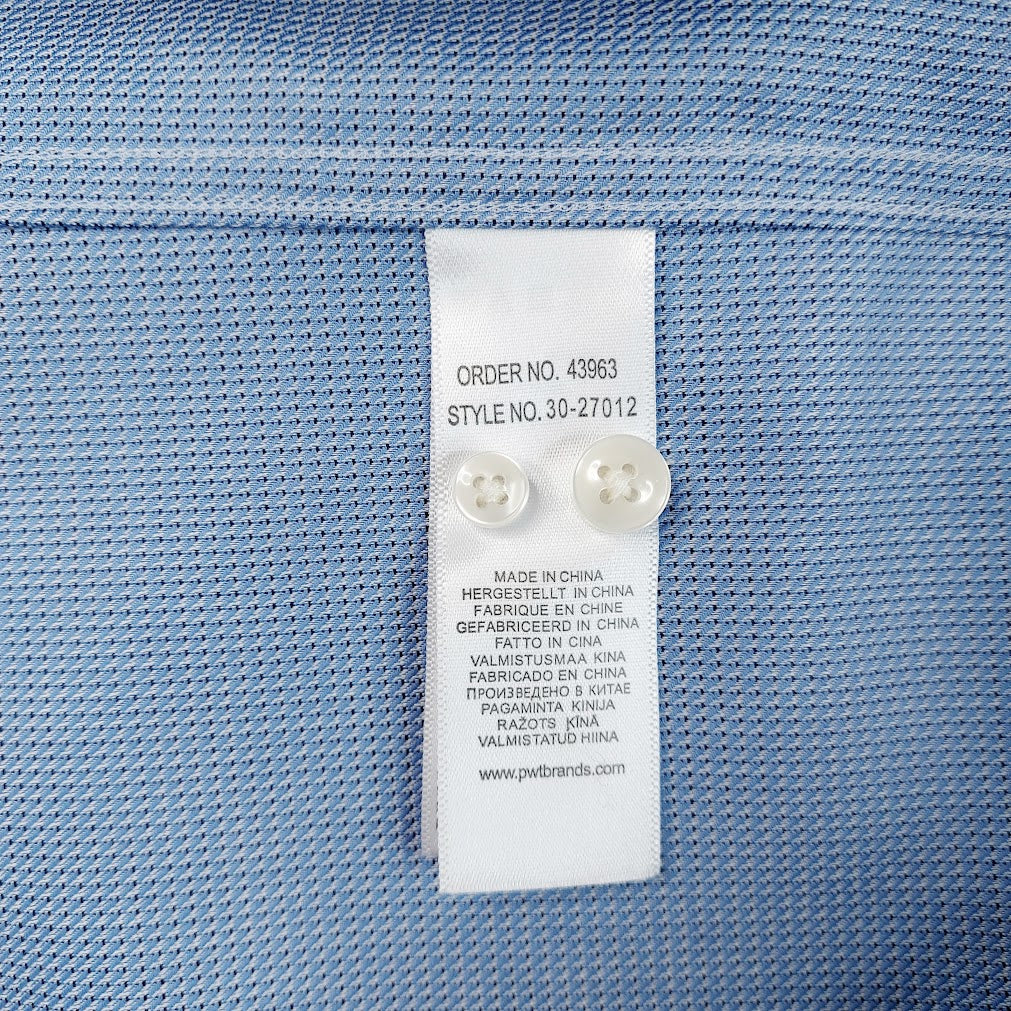 ORDER NO. 43963
STYLE NO. 30-27012
MADE IN CHINA
HERGESTELLT IN CHINA
FABRIQUE EN CHINE
GEFABRICEERD IN CHINA
FATTO IN CINA
VALMISTUSMAA KINA
FABRICADO EN CHINA
ПРОИЗВЕДЕНО В КИТАЕ
PAGAMINTA KINIJA
RAŽOTS ĶĪNĀ
VALMISTATUD HIINA
www.pwtbrands.com